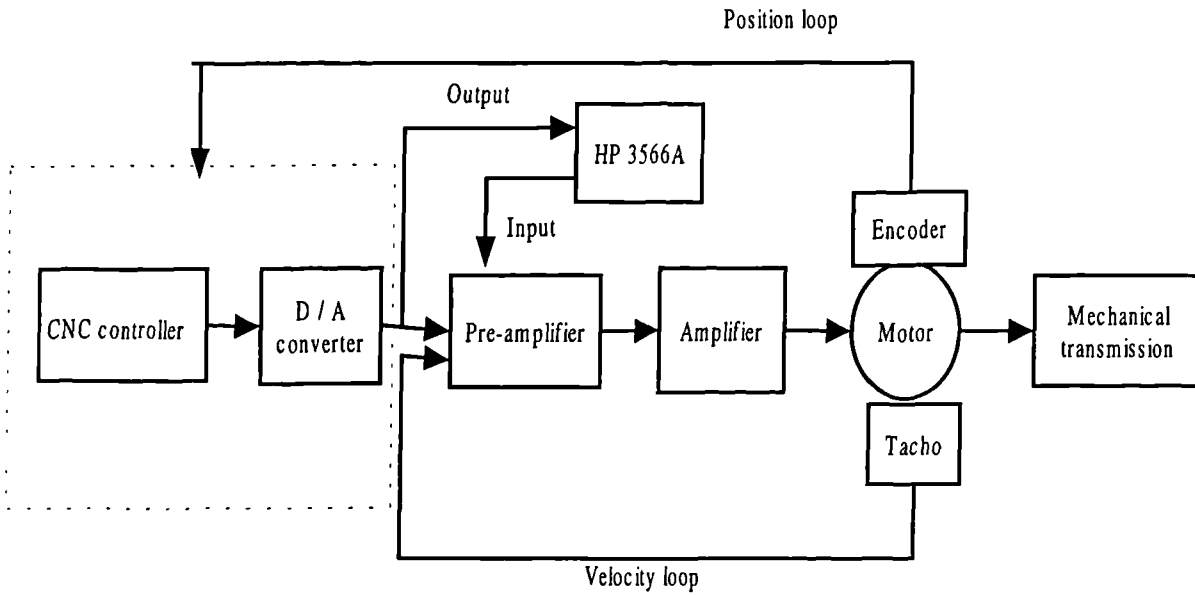 Position loop
Output
HP 3566A
Input
Encoder
CNC controller
D / A
converter
Pre-amplifier
Amplifier
Motor
Mechanical
transmission
Tacho
Velocity loop